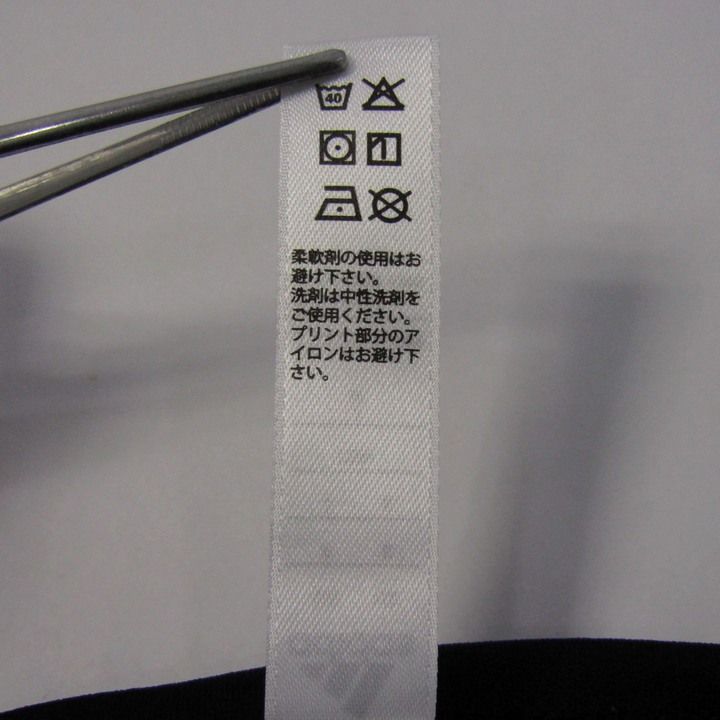 40
柔軟剤の使用はお
避け下さい。
洗剤は中性洗剤を
ご使用ください。
プリント部分のア
イロンはお避け下
さい。